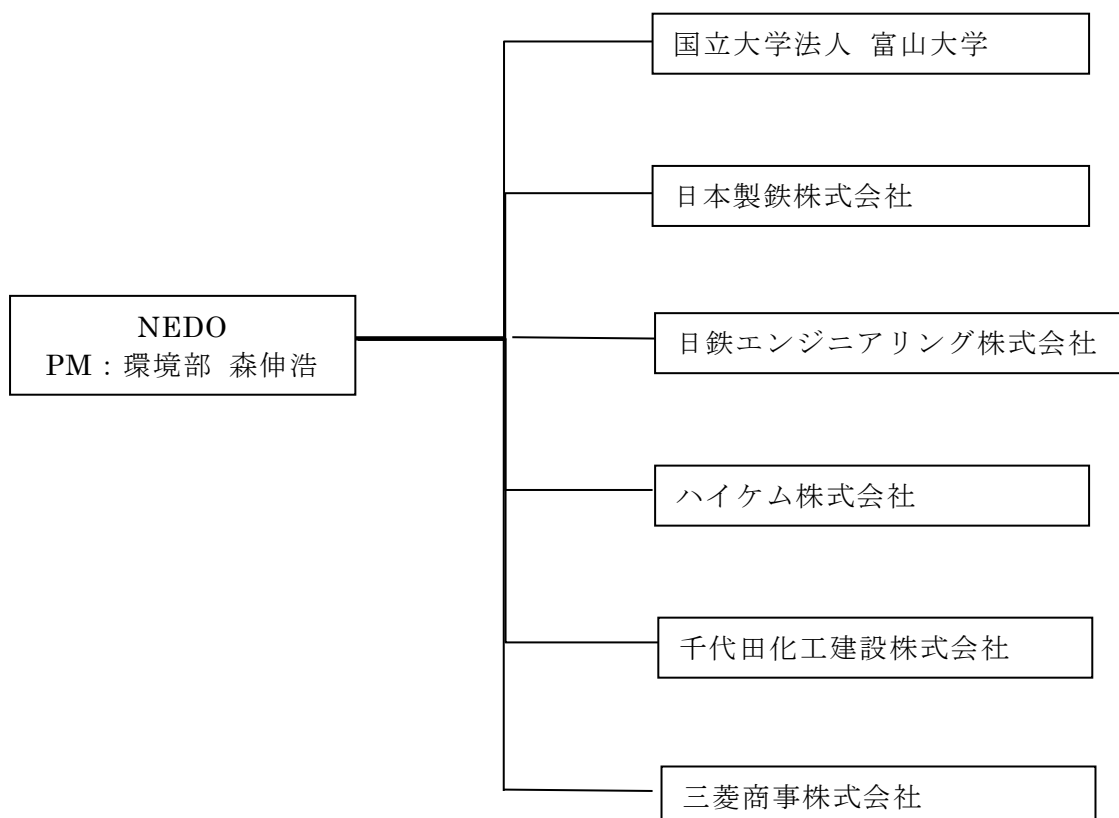 国立大学法人 富山大学
日本製鉄株式会社
NEDO
PM：環境部 森伸浩
日鉄エンジニアリング株式会社
ハイケム株式会社
千代田化工建設株式会社
三菱商事株式会社